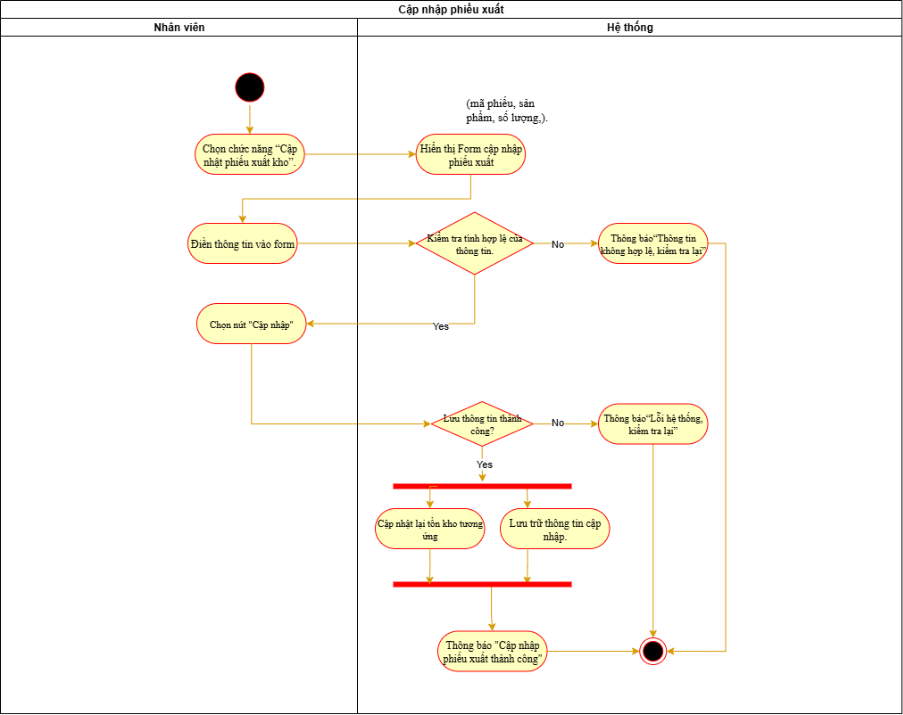 Cập nhập phiếu xuất
Nhân viên
Hệ thống
(mã phiếu, sản
phẩm, số lượng,).
Chọn chức năng “Cập
nhật phiếu xuất kho”.
Hiển thị Form cập nhập
phiếu xuất
Điền thông tin vào form
Kiểm tra tính hợp lệ của
thông tin.
No
Thông báo“Thông tin
không hợp lệ, kiểm tra lại”
Chọn nút "Cập nhập"
Yes
Lưu thông tin thành
công?
No
Thông báo“Lỗi hệ thống,
kiểm tra lại”
Yes
Cập nhật lại tồn kho tương
ứng
Lưu trữ thông tin cập
nhập.
Thông báo "Cập nhập
phiếu xuất thành công"